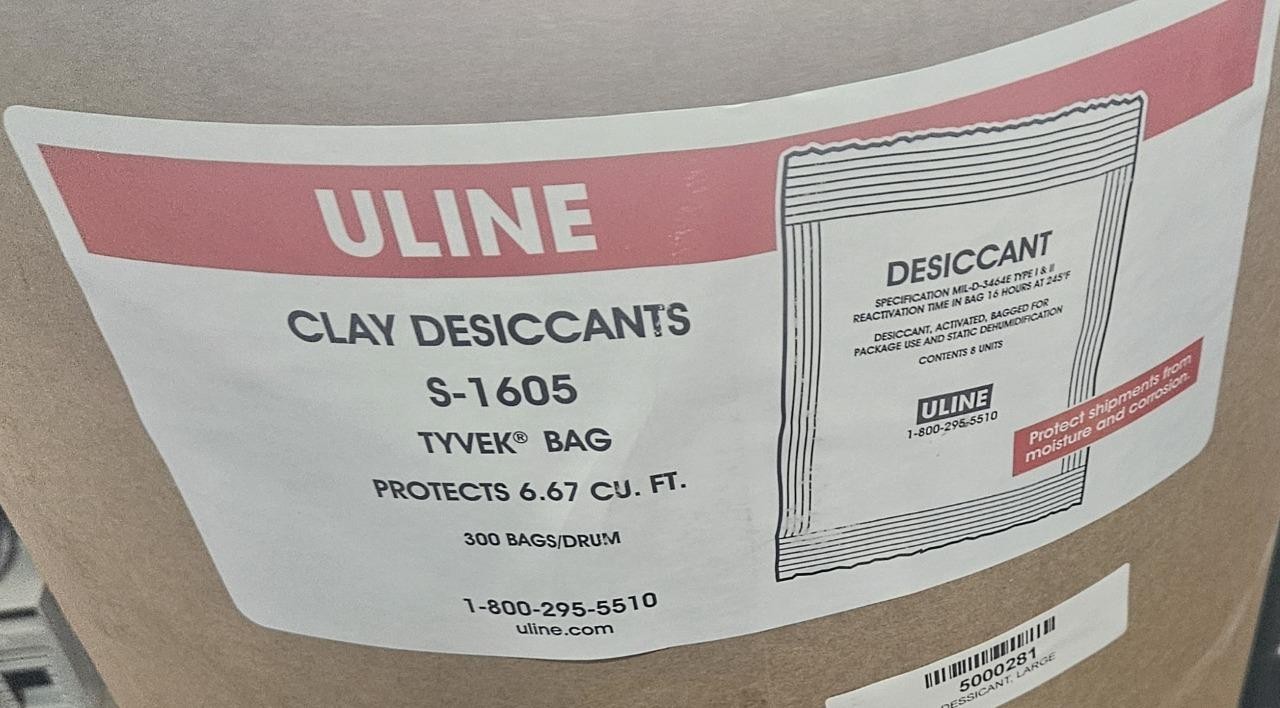 ULINE
CLAY DESICCANTS
S-1605
TYVEK® BAG
PROTECTS 6.67 CU. FT.
300 BAGS/DRUM
1-800-295-5510
uline.com
DESICCANT
SPECIFICATION MIL-D-3464E TYPE I & II
REACTIVATION TIME IN BAG 16 HOURS AT 245°F
DESICCANT, ACTIVATED, BAGGED FOR
PACKAGE USE AND STATIC DEHUMIDIFICATION
CONTENTS 8 UNITS
ULINE
1-800-295-5510
Protect shipments from
moisture and corrosion.
5000281
DESSICANT, LARGE